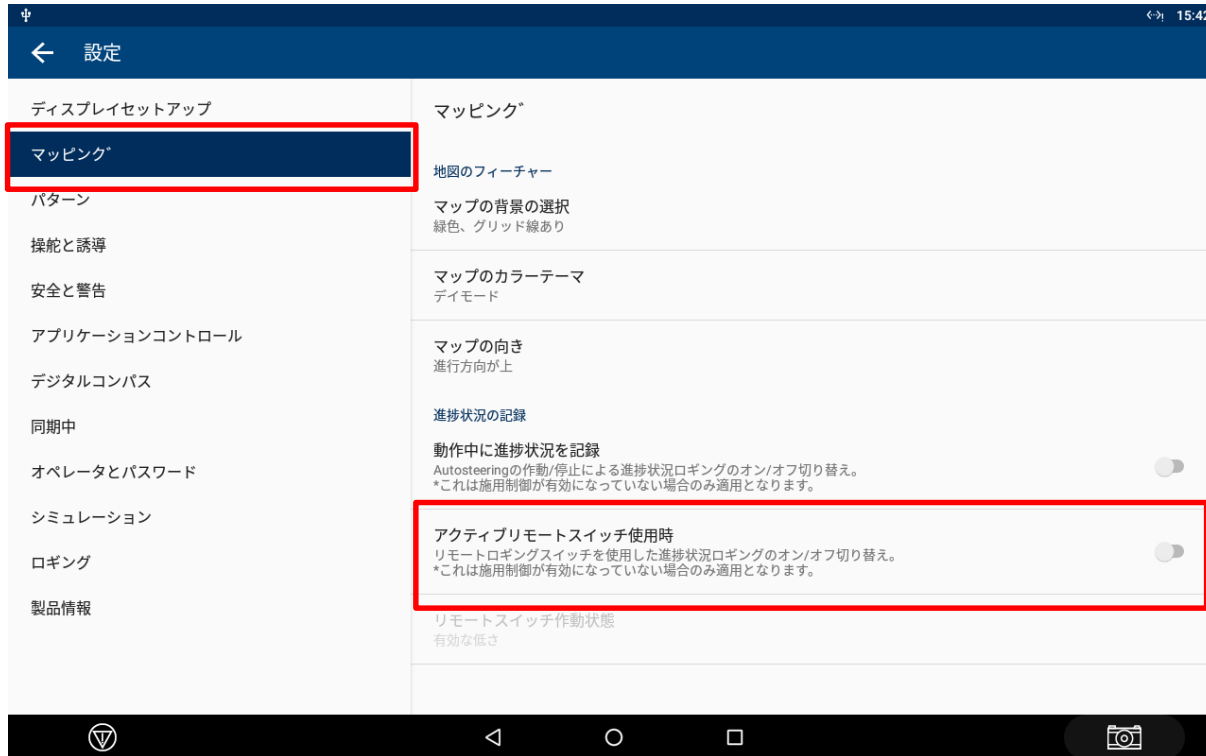 15:42
設定
ディスプレイセットアップ
マッピング
パターン
操舵と誘導
安全と警告
アプリケーションコントロール
デジタルコンパス
同期中
オペレータとパスワード
シミュレーション
ロギング
製品情報
マッピング
地図のフィーチャー
マップの背景の選択
緑色、グリッド線あり
マップのカラーテーマ
デイモード
マップの向き
進行方向が上
進捗状況の記録
動作中に進捗状況を記録
Autosteeringの作動/停止による進捗状況ロギングのオン/オフ切り替え。
*これは施用制御が有効になっていない場合のみ適用となります。
アクティブリモートスイッチ使用時
リモートロギングスイッチを使用した進捗状況ロギングのオン/オフ切り替え。
*これは施用制御が有効になっていない場合のみ適用となります。
リモートスイッチ作動状態
有効な低さ